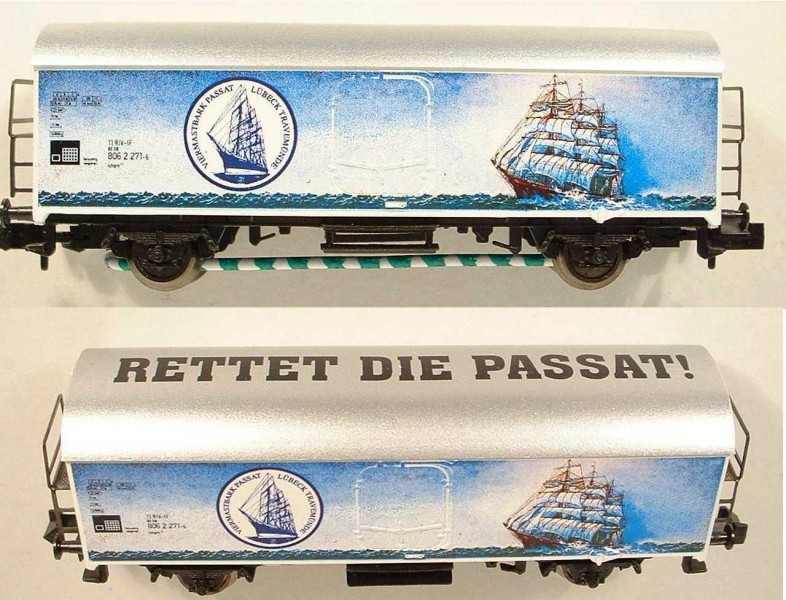 VIERMASTBARK PASSAT LÜBECK TRAVEMÜNDE
806 2 271-6
RETTET DIE PASSAT!
VIERMASTBARK PASSAT LÜBECK TRAVEMÜNDE
806 2 271-6